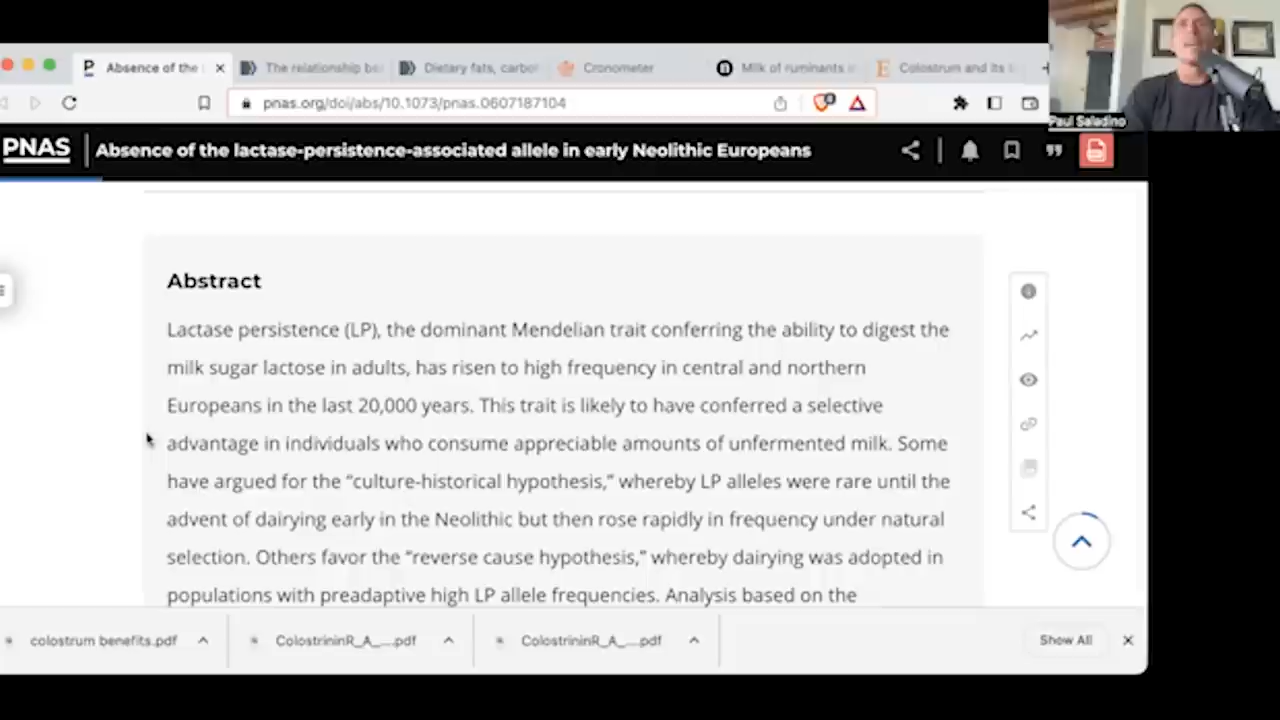 Absence of the
The relationship be
Dietary fats, carbo
Cronometer
Milk of ruminants
Colostrum and its
pnas.org/doi/abs/10.1073/pnas.0607187104
Paul Saladino
PNAS
Absence of the lactase-persistence-associated allele in early Neolithic Europeans
Abstract
Lactase persistence (LP), the dominant Mendelian trait conferring the ability to digest the
milk sugar lactose in adults, has risen to high frequency in central and northern
Europeans in the last 20,000 years. This trait is likely to have conferred a selective
advantage in individuals who consume appreciable amounts of unfermented milk. Some
have argued for the “culture-historical hypothesis,” whereby LP alleles were rare until the
advent of dairying early in the Neolithic but then rose rapidly in frequency under natural
selection. Others favor the “reverse cause hypothesis,” whereby dairying was adopted in
populations with preadaptive high LP allele frequencies. Analysis based on the
colostrum benefits.pdf
ColostrininR_A_....pdf
ColostrininR_A_....pdf
Show All